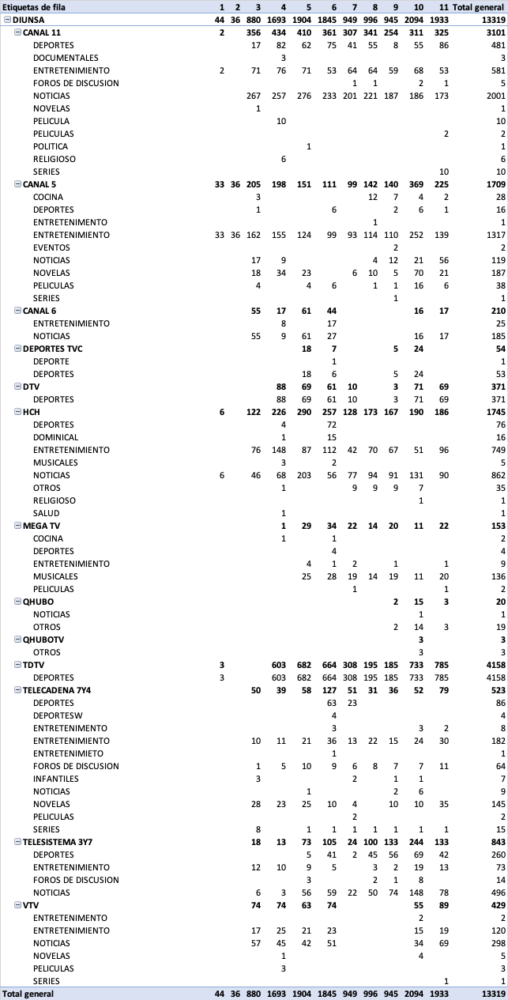 Etiquetas de fila 1 2 3 4 5 6 7 8 9 10 11 Total general
DIUNSA 44 36 880 1693 1904 1845 949 996 945 2094 1933 13319
CANAL 11 2 356 434 410 361 307 341 254 311 325 3101
DEPORTES 17 82 62 75 41 55 8 55 86 481
DOCUMENTALES 3 3
ENTRETENIMIENTO 2 71 76 71 53 64 64 59 68 53 581
FOROS DE DISCUSION 1 1 2 1 5
NOTICIAS 267 257 276 233 201 221 187 186 173 2001
NOVELAS 1 1
PELICULA 10 10
PELICULAS 2 2
POLITICA 1 1
RELIGIOSO 6 6
SERIES 10 10
CANAL 5 33 36 205 198 151 111 99 142 140 369 225 1709
COCINA 3 12 7 4 2 28
DEPORTES 1 6 2 6 1 16
ENTRETENIMENTO 1 1
ENTRETENIMIENTO 33 36 162 155 124 99 93 114 110 252 139 1317
EVENTOS 2 2
NOTICIAS 17 9 4 12 21 56 119
NOVELAS 18 34 23 6 10 5 70 21 187
PELICULAS 4 4 6 1 1 16 6 38
SERIES 1 1
CANAL 6 55 17 61 44 16 17 210
ENTRETENIMIENTO 8 17 25
NOTICIAS 55 9 61 27 16 17 185
DEPORTES TVC 18 7 5 24 54
DEPORTE 1 1
DEPORTES 18 6 5 24 53
DTV 88 69 61 10 3 71 69 371
DEPORTES 88 69 61 10 3 71 69 371
HCH 6 122 226 290 257 128 173 167 190 186 1745
DEPORTES 4 72 76
DOMINICAL 1 15 16
ENTRETENIMIENTO 76 148 87 112 42 70 67 51 96 749
MUSICALES 3 2 5
NOTICIAS 6 46 68 203 56 77 94 91 131 90 862
OTROS 1 9 9 9 7 35
RELIGIOSO 1 1
SALUD 1 1
MEGA TV 1 29 34 22 14 20 11 22 153
COCINA 1 1 2
DEPORTES 4 4
ENTRETENIMIENTO 4 1 2 1 1 9
MUSICALES 25 28 19 14 19 11 20 136
PELICULAS 1 1 2
QHUBO 2 15 3 20
NOTICIAS 1 1
OTROS 2 14 3 19
QHUBOTV 3 3
OTROS 3 3
TDTV 3 603 682 664 308 195 185 733 785 4158
DEPORTES 3 603 682 664 308 195 185 733 785 4158
TELECADENA 7Y4 50 39 58 127 51 31 36 52 79 523
DEPORTES 63 23 86
DEPORTESW 4 4
ENTRETENIMENTO 3 3 2 8
ENTRETENIMIENTO 10 11 21 36 13 22 15 24 30 182
ENTRETENIMIETO 1 1
FOROS DE DISCUSION 1 5 10 9 6 8 7 7 11 64
INFANTILES 3 2 1 1 7
NOTICIAS 1 2 6 9
NOVELAS 28 23 25 10 4 10 10 35 145
PELICULAS 2 2
SERIES 8 1 1 1 1 1 1 1 15
TELESISTEMA 3Y7 18 13 73 105 24 100 133 244 133 843
DEPORTES 5 41 2 45 56 69 42 260
ENTRETENIMIENTO 12 10 9 5 3 2 19 13 73
FOROS DE DISCUSION 3 2 1 8 14
NOTICIAS 6 3 56 59 22 50 74 148 78 496
VTV 74 74 63 74 55 89 429
ENTRETENIMENTO 2 2
ENTRETENIMIENTO 17 25 21 23 15 19 120
NOTICIAS 57 45 42 51 34 69 298
NOVELAS 1 4 5
PELICULAS 3 3
SERIES 1 1
Total general 44 36 880 1693 1904 1845 949 996 945 2094 1933 13319